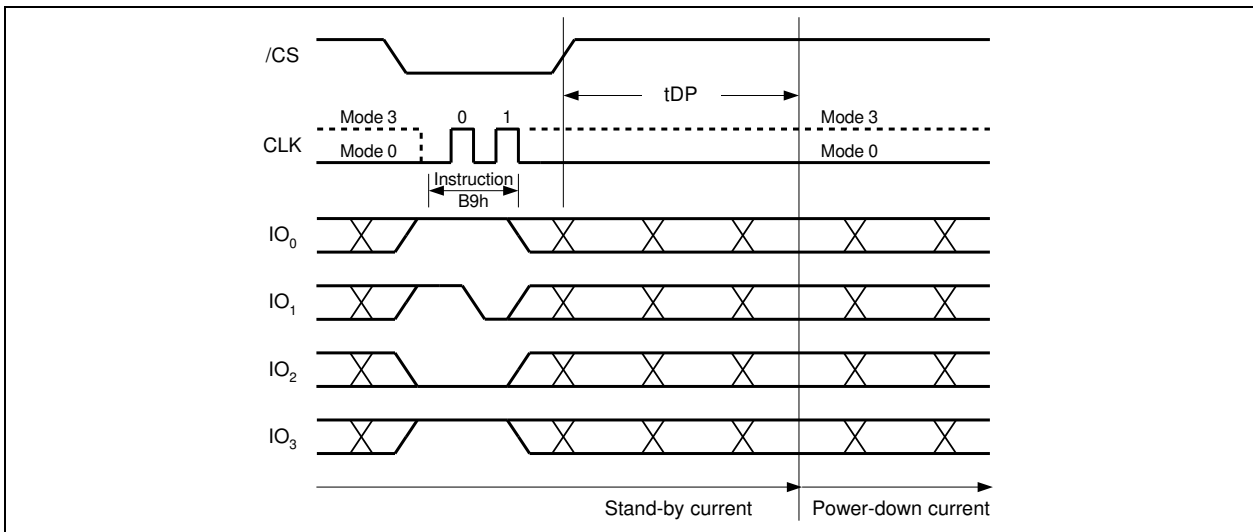 /CS
tDP
Mode 3 0 1 Mode 3
CLK
Mode 0 Mode 0
Instruction
B9h
IO0
IO1
IO2
IO3
Stand-by current Power-down current